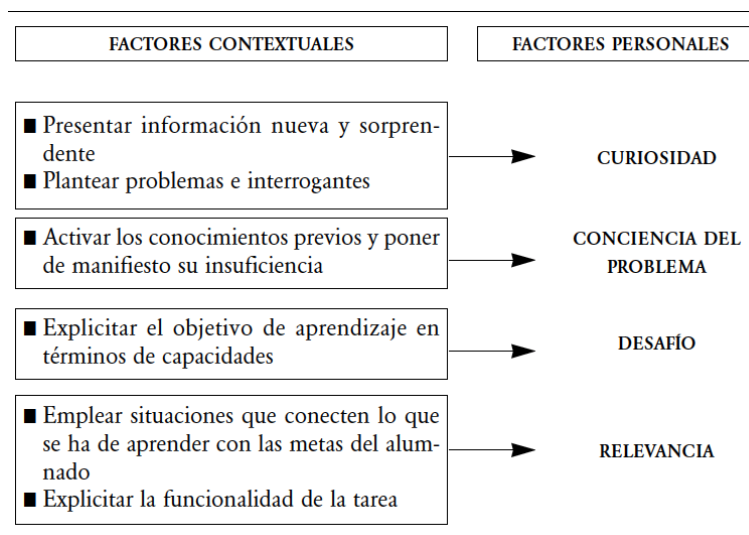 FACTORES CONTEXTUALES
FACTORES PERSONALES
■ Presentar información nueva y sorpren-
dente
■ Plantear problemas e interrogantes
CURIOSIDAD
■ Activar los conocimientos previos y poner
de manifiesto su insuficiencia
CONCIENCIA DEL
PROBLEMA
■ Explicitar el objetivo de aprendizaje en
términos de capacidades
DESAFÍO
■ Emplear situaciones que conecten lo que
se ha de aprender con las metas del alum-
nado
■ Explicitar la funcionalidad de la tarea
RELEVANCIA